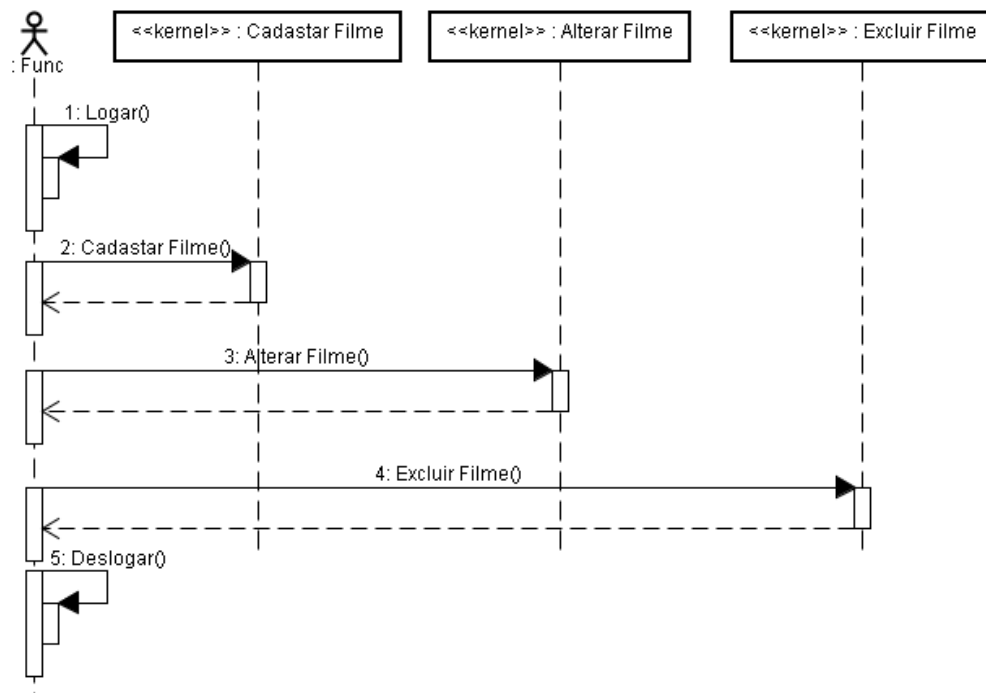 <<kernel>> : Cadastar Filme
<<kernel>> : Alterar Filme
<<kernel>> : Excluir Filme
: Func
1: Logar()
2: Cadastar Filme()
3: Alterar Filme()
4: Excluir Filme()
5: Deslogar()